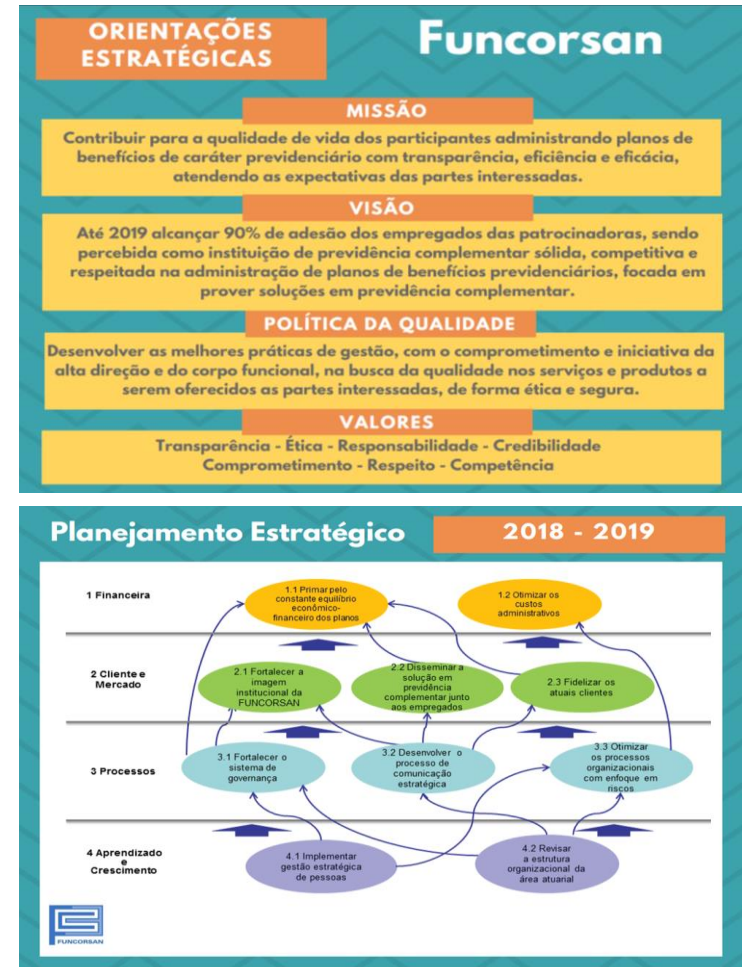 ORIENTAÇÕES
ESTRATÉGICAS
Funcorsan
MISSÃO
Contribuir para a qualidade de vida dos participantes administrando planos de
benefícios de caráter previdenciário com transparência, eficiência e eficácia,
atendendo as expectativas das partes interessadas.
VISÃO
Até 2019 alcançar 90% de adesão dos empregados das patrocinadoras, sendo
percebida como instituição de previdência complementar sólida, competitiva e
respeitada na administração de planos de benefícios previdenciários, focada em
prover soluções em previdência complementar.
POLÍTICA DA QUALIDADE
Desenvolver as melhores práticas de gestão, com o comprometimento e iniciativa da
alta direção e do corpo funcional, na busca da qualidade nos serviços e produtos a
serem oferecidos as partes interessadas, de forma ética e segura.
VALORES
Transparência - Ética - Responsabilidade - Credibilidade
Comprometimento - Respeito - Competência
Planejamento Estratégico
2018 - 2019
1 Financeira
1.1 Primar pelo
constante equilíbrio
econômico-
financeiro dos planos
1.2 Otimizar os
custos
administrativos
2 Cliente e
Mercado
2.1 Fortalecer a
imagem
institucional da
FUNCORSAN
2.2 Disseminar a
solução em
previdência
complementar junto
aos empregados
2.3 Fidelizar os
atuais clientes
3 Processos
3.1 Fortalecer o
sistema de
governança
3.2 Desenvolver o
processo de
comunicação
estratégica
3.3 Otimizar
os processos
organizacionais
com enfoque em
riscos
4 Aprendizado
e
Crescimento
4.1 Implementar
gestão estratégica
de pessoas
4.2 Revisar
a estrutura
organizacional da
área atuarial
FUNCORSAN